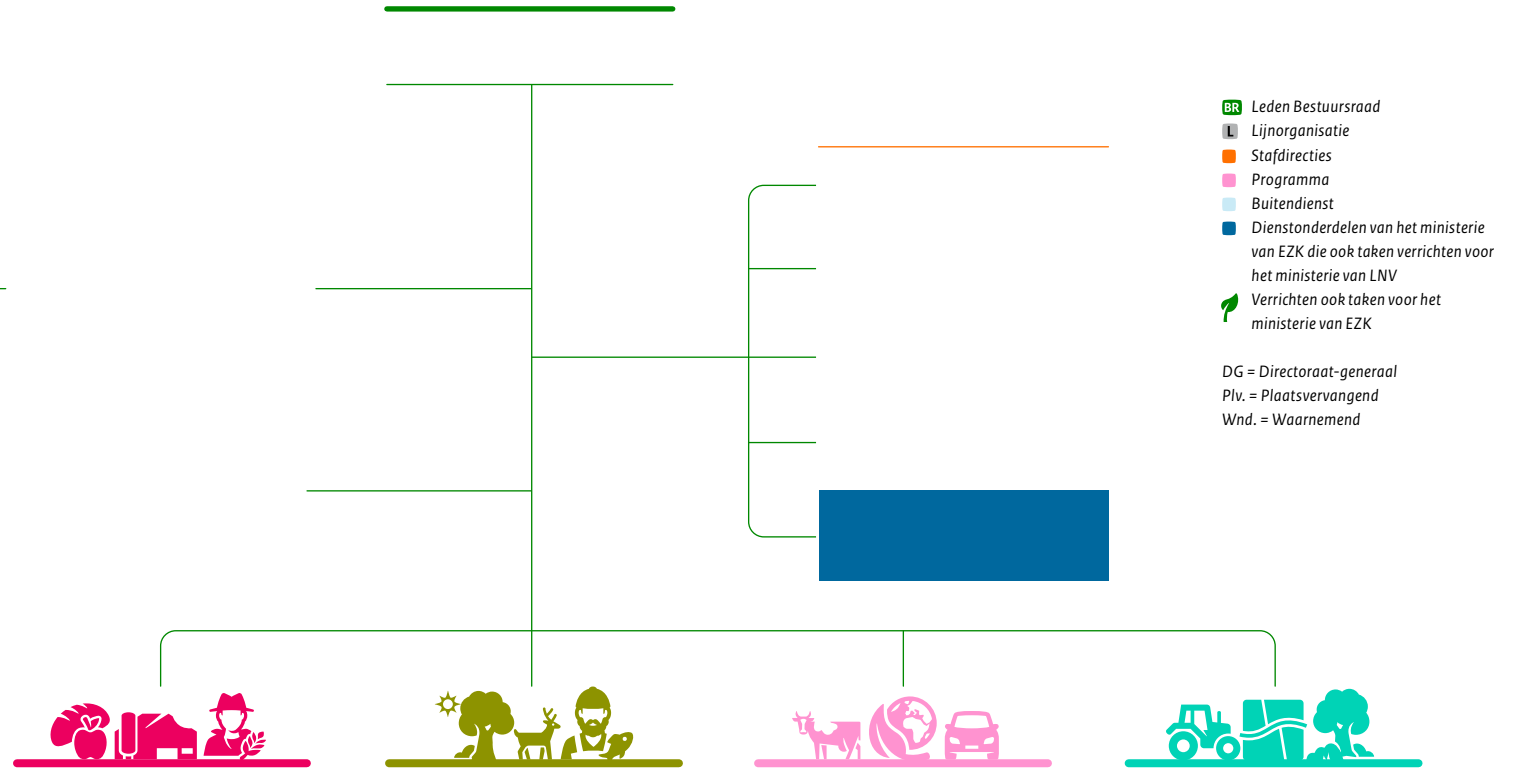 BR Leden Bestuursraad
L Lijnorganisatie
Stafdirecties
Programma
Buitendienst
Dienstonderdelen van het ministerie
van EZK die ook taken verrichten voor
het ministerie van LNV
Verrichten ook taken voor het
ministerie van EZK
DG = Directoraat-generaal
Plv. = Plaatsvervangend
Wnd. = Waarnemend